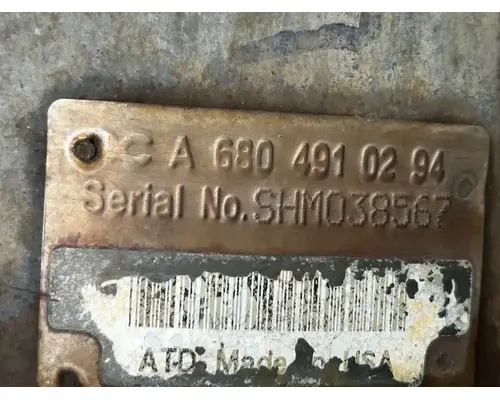 C A 680 491 02 94
Serial No. SHM038567
ATD Made in USA